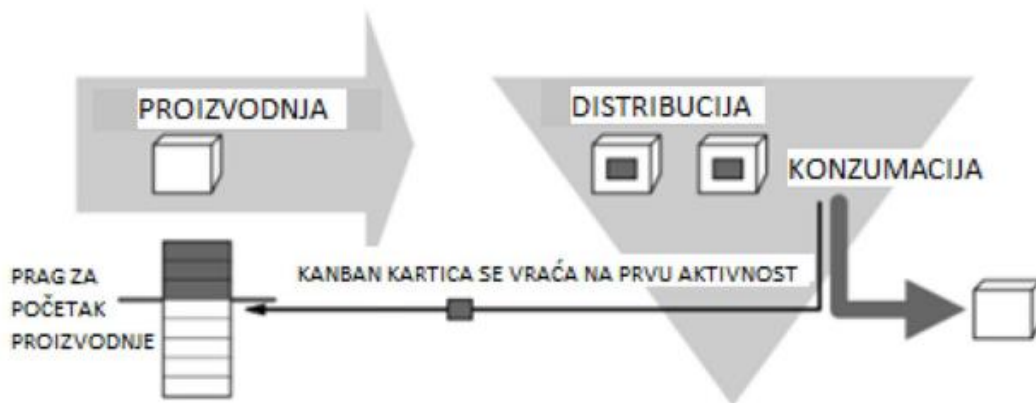 PROIZVODNJA
DISTRIBUCIJA
KONZUMACIJA
KANBAN KARTICA SE VRAĆA NA PRVU AKTIVNOST
PRAG ZA
POČETAK
PROIZVODNJE